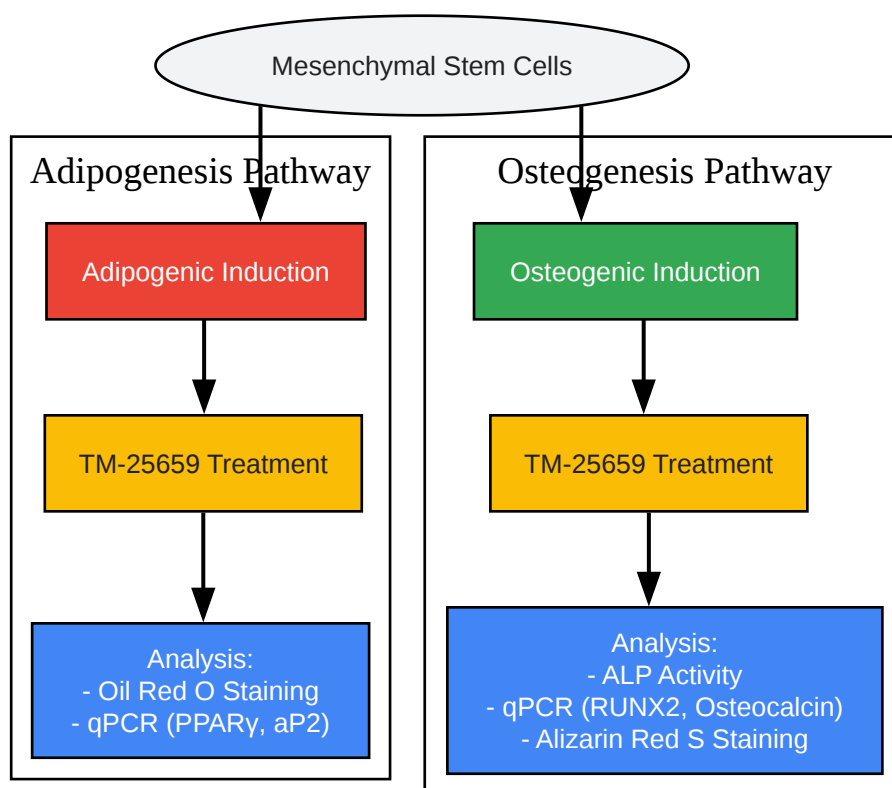 Mesenchymal Stem Cells
Adipogenesis Pathway
Adipogenic Induction
TM-25659 Treatment
Analysis:
- Oil Red O Staining
- qPCR (PPARγ, aP2)
Osteogenesis Pathway
Osteogenic Induction
TM-25659 Treatment
Analysis:
- ALP Activity
- qPCR (RUNX2, Osteocalcin)
- Alizarin Red S Staining